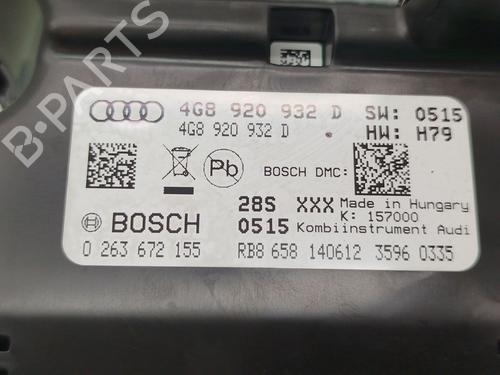 4G8 920 932 D SW: 0515
4G8 920 932 D HW: H79
Pb BOSCH DMC:
28S XXX Made in Hungary
K: 157000
BOSCH 0515 Kombiinstrument Audi
0 263 672 155 RB8 658 140612 3596 0335
B-PARTS